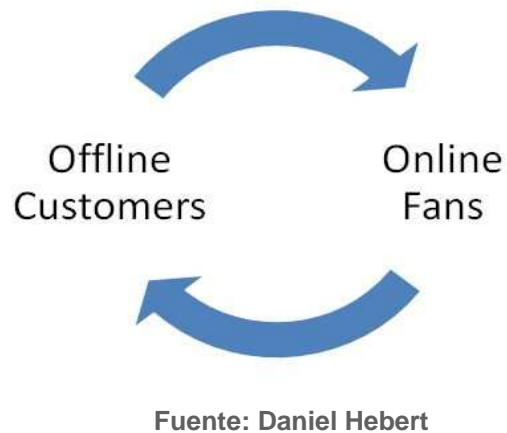 Offline
Customers
Online
Fans
Fuente: Daniel Hebert